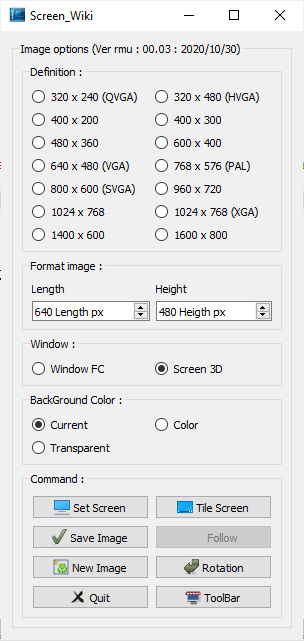 Screen_Wiki
Image options (Ver rmu : 00.03 : 2020/10/30)
Definition :
320 x 240 (QVGA) 320 x 480 (HVGA)
400 x 200 400 x 300
480 x 360 600 x 400
640 x 480 (VGA) 768 x 576 (PAL)
800 x 600 (SVGA) 960 x 720
1024 x 768 1024 x 768 (XGA)
1400 x 600 1600 x 800
Format image :
Length Height
640 Length px 480 Heigth px
Window :
Window FC Screen 3D
BackGround Color :
Current Color
Transparent
Command :
Set Screen Tile Screen
Save Image Follow
New Image Rotation
Quit ToolBar